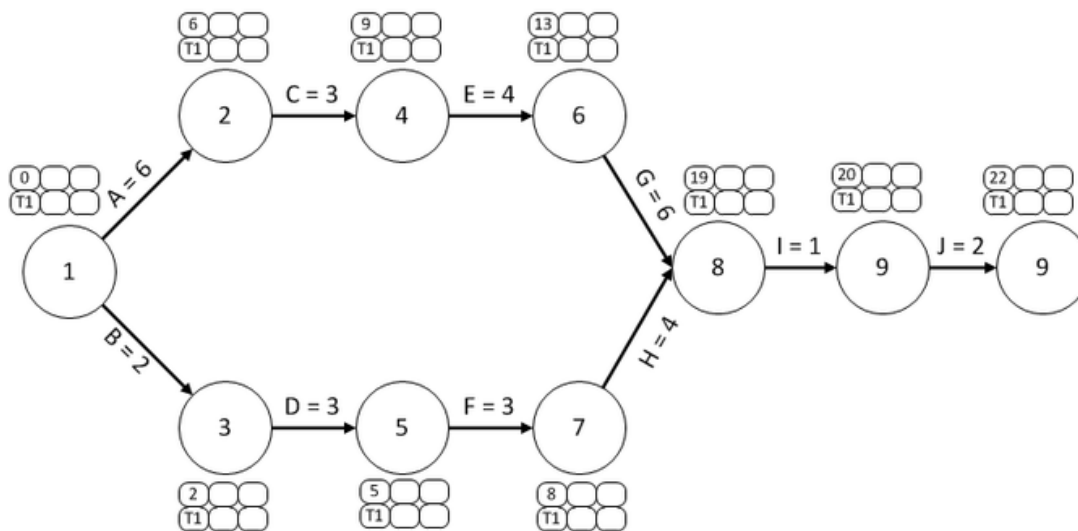 6
T1
9
T1
13
T1
C = 3
E = 4
2
4
6
0
T1
A = 6
G = 6
19
T1
20
T1
22
T1
1
8
I = 1
9
J = 2
9
B = 2
H = 4
D = 3
F = 3
3
5
7
2
T1
5
T1
8
T1